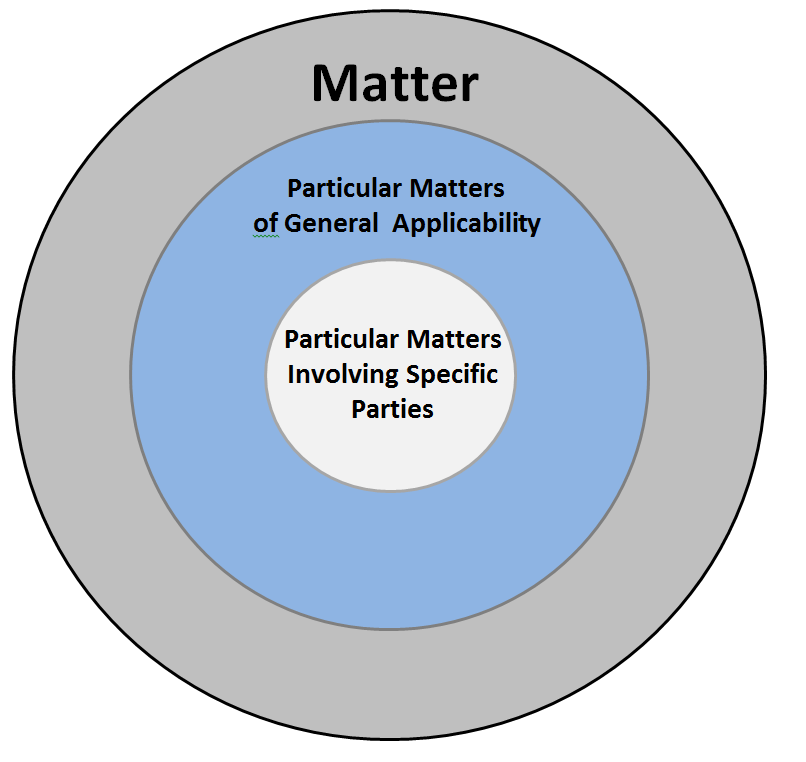 Matter
Particular Matters
of General  Applicability
Particular Matters
Involving Specific
Parties